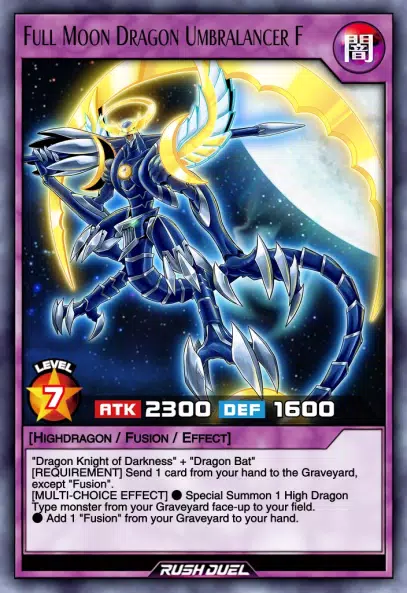 Full Moon Dragon Umbralancer F
闇
LEVEL
7
ATK 2300 DEF 1600
[Highdragon / Fusion / Effect]
"Dragon Knight of Darkness" + "Dragon Bat"
[REQUIREMENT] Send 1 card from your hand to the Graveyard,
except "Fusion".
[MULTI-CHOICE EFFECT] ● Special Summon 1 High Dragon
Type monster from your Graveyard face-up to your field.
● Add 1 "Fusion" from your Graveyard to your hand.
RUSH DUEL